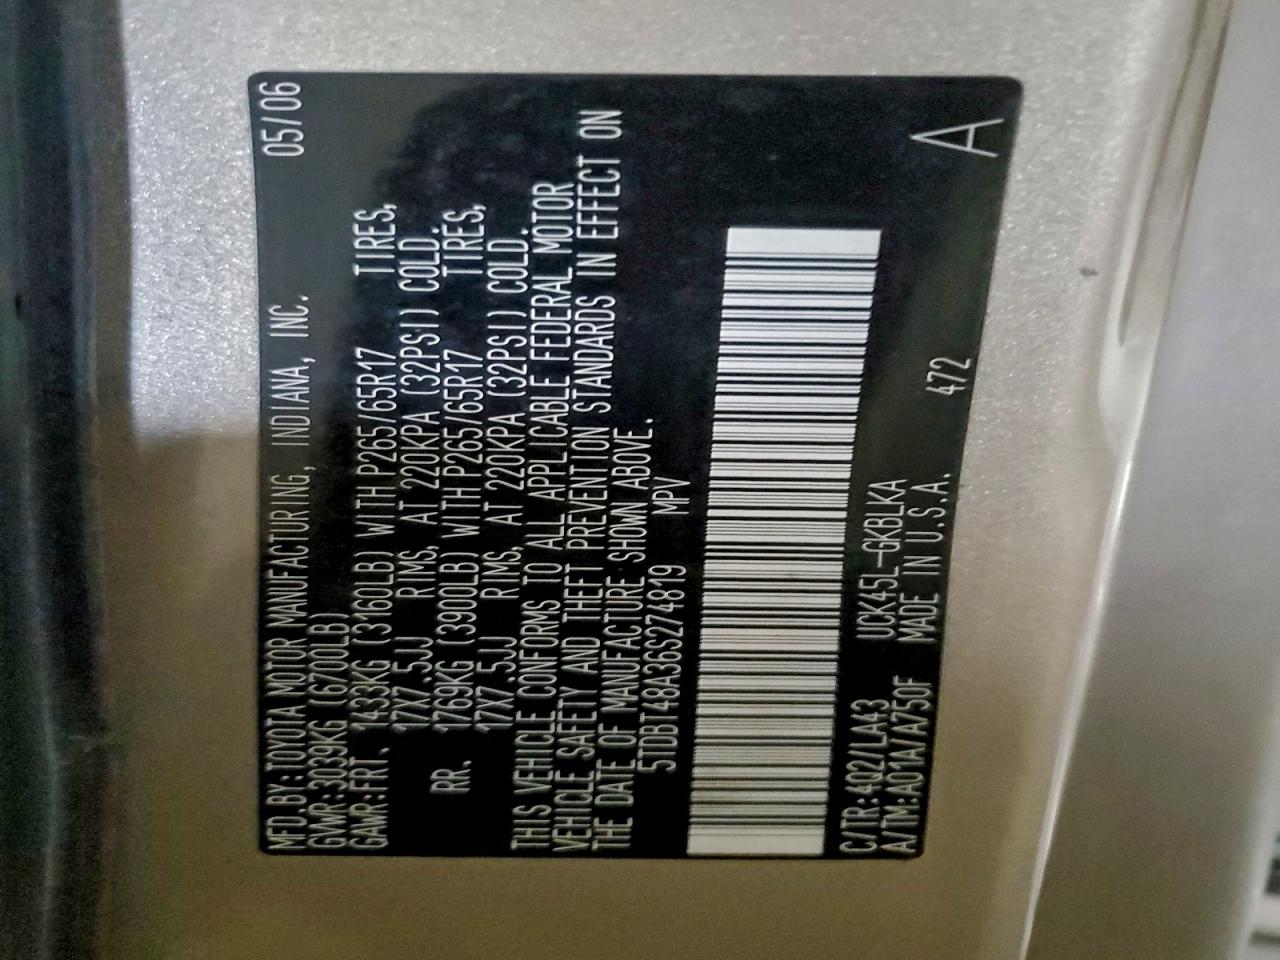 MFD.BY:TOYOTA MOTOR MANUFACTURING, INDIANA, INC. 05/06
GVWR:3039KG (6700LB)
GAWR:FRT. 1433KG (3160LB) WITH P265/65R17 TIRES,
17X7.5JJ RIMS, AT 220KPA (32PSI) COLD.
RR. 1769KG (3900LB) WITH P265/65R17 TIRES,
17X7.5JJ RIMS, AT 220KPA (32PSI) COLD.
THIS VEHICLE CONFORMS TO ALL APPLICABLE FEDERAL MOTOR
VEHICLE SAFETY AND THEFT PREVENTION STANDARDS IN EFFECT ON
THE DATE OF MANUFACTURE SHOWN ABOVE.
5TDBT48A36S274819 MPV
C/TR:4Q2/LA43 UCK45L-GKBLKA
A/TM:A01A/A750F MADE IN U.S.A. 472 A